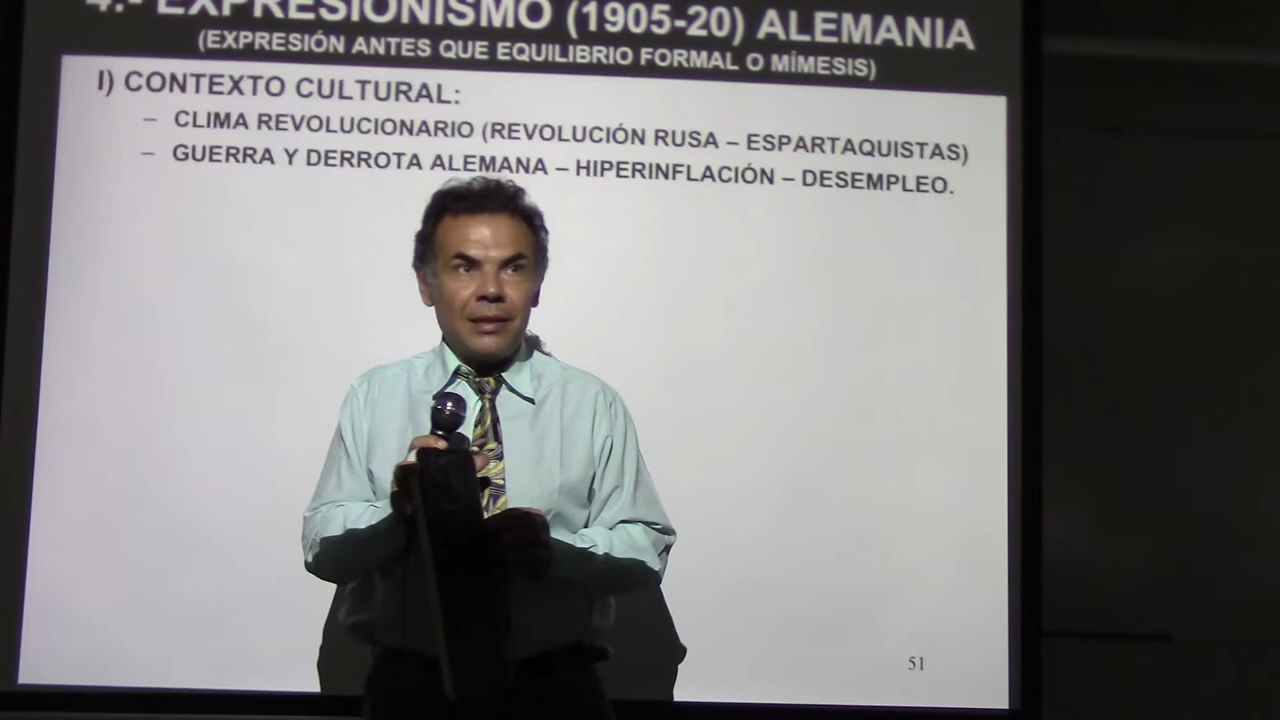 4.- EXPRESIONISMO (1905-20) ALEMANIA
(EXPRESIÓN ANTES QUE EQUILIBRIO FORMAL O MÍMESIS)
I) CONTEXTO CULTURAL:
– CLIMA REVOLUCIONARIO (REVOLUCIÓN RUSA – ESPARTAQUISTAS)
– GUERRA Y DERROTA ALEMANA – HIPERINFLACIÓN – DESEMPLEO.
51